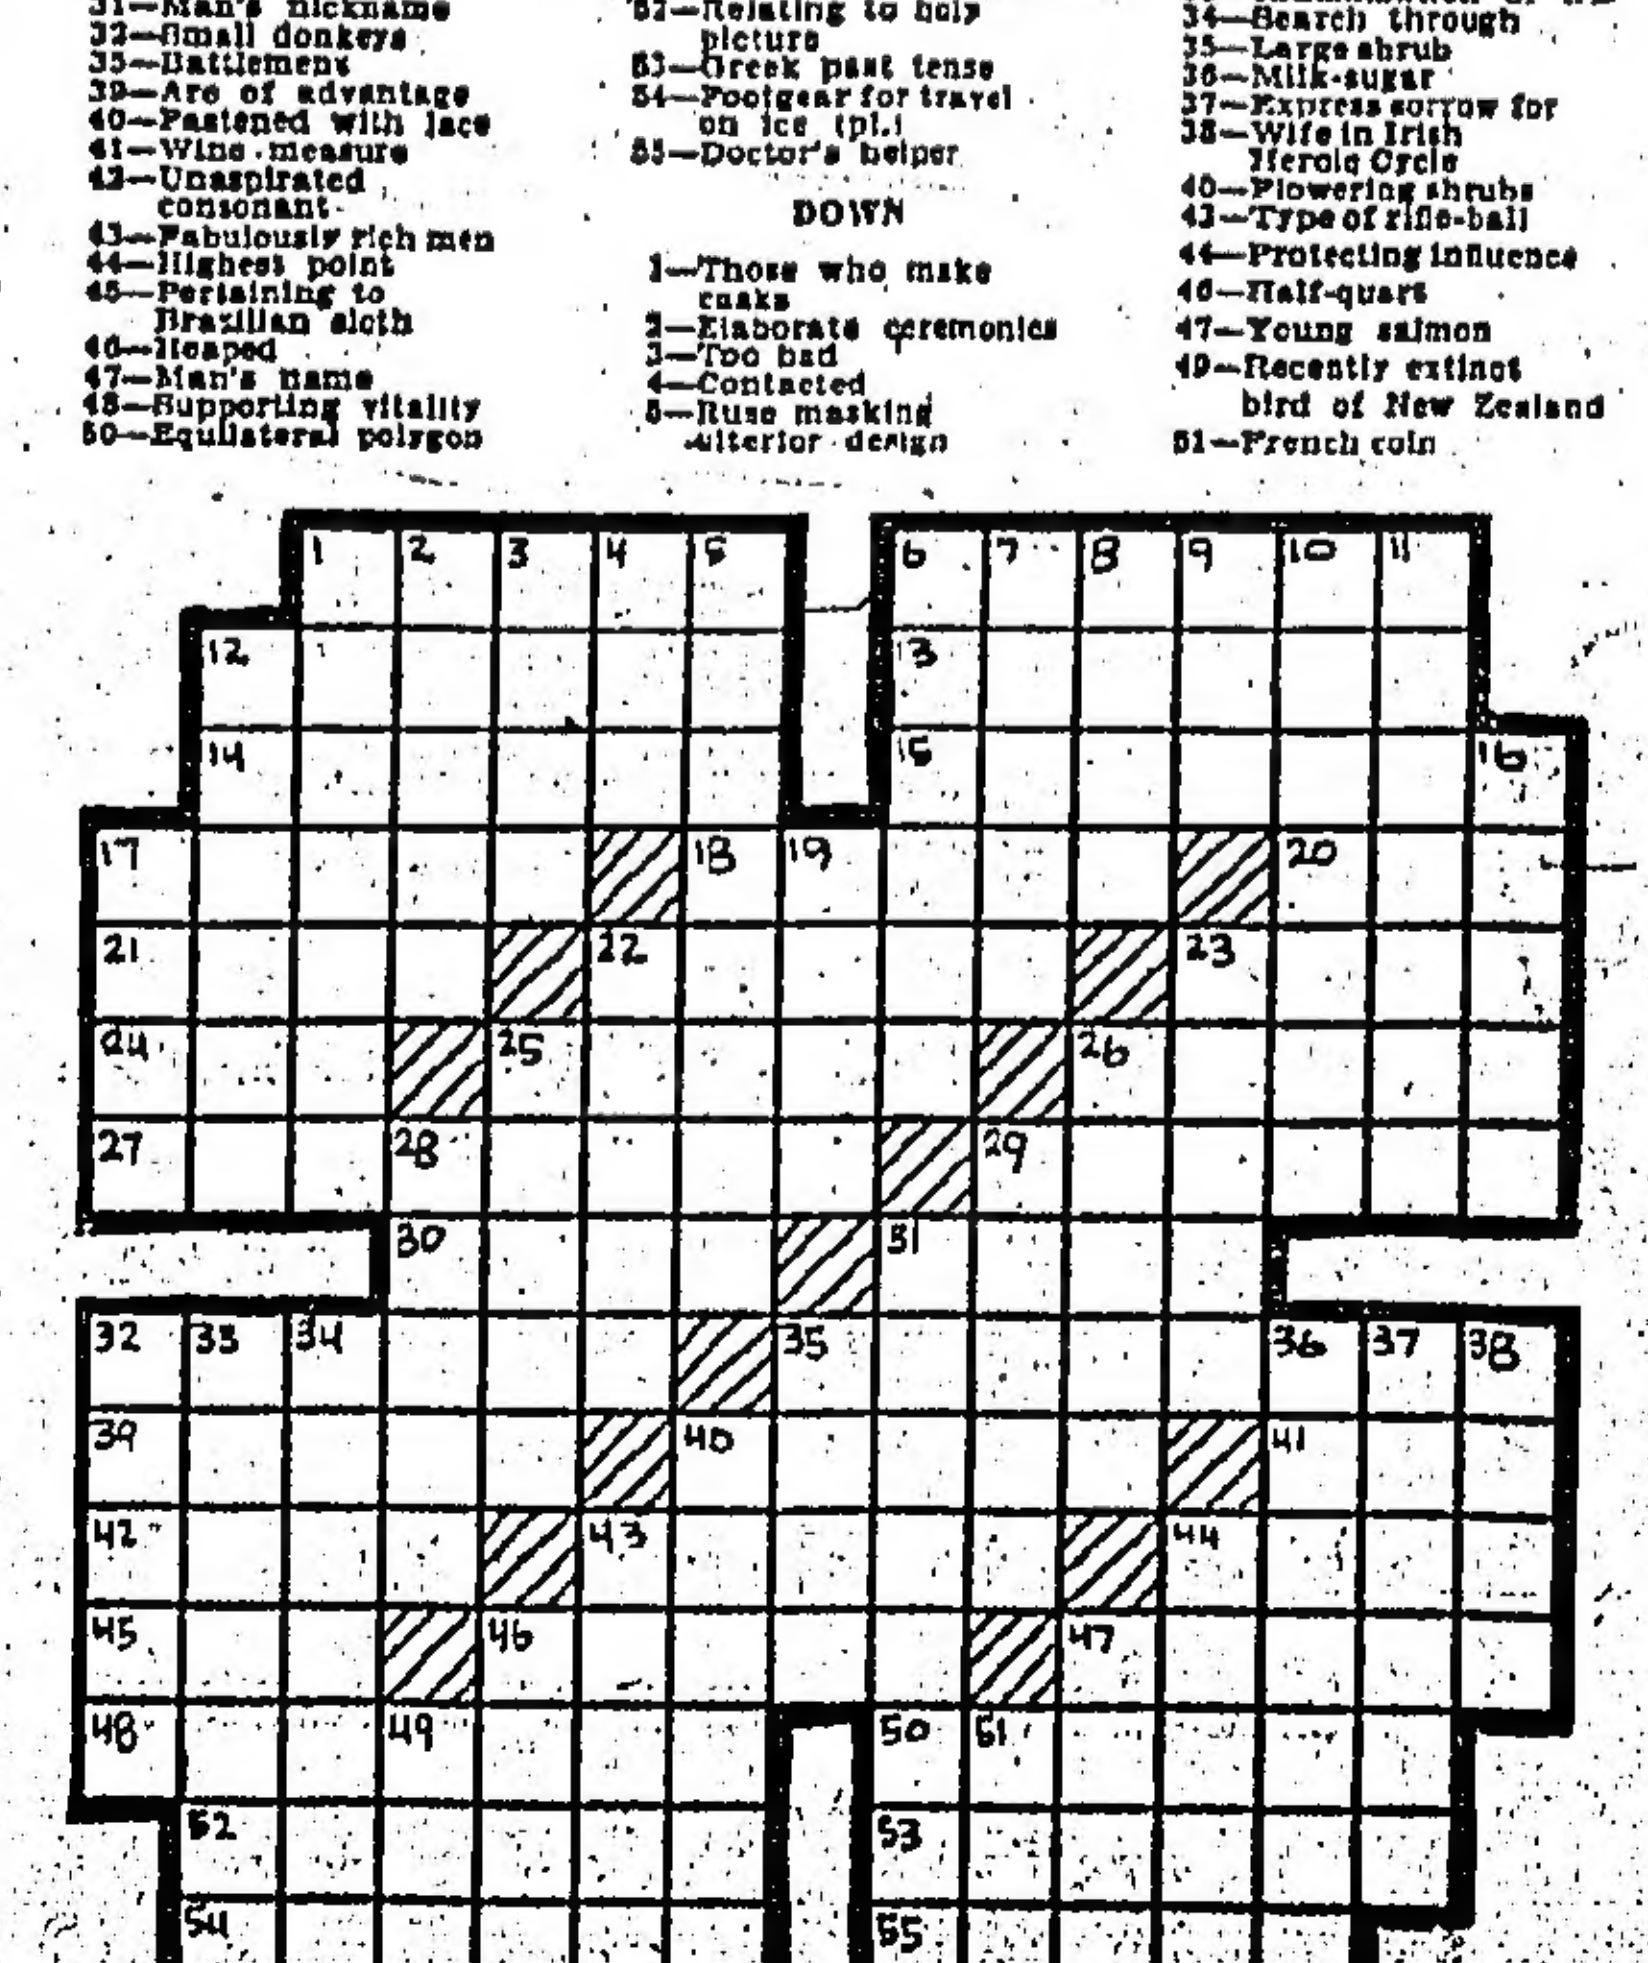 31—Man's nickname
32—Small donkeys
35—Battlement
39—Arc of advantage
40—Fastened with lace
41—Wine measure
42—Unaspirated
consonant
43—Fabulously rich men
44—Highest point
45—Pertaining to
Brazilian sloth
46—Heaped
47—Man's name
48—Supporting vitality
50—Equilateral polygon
52—Relating to holy
picture
53—Greek past tense
54—Footgear for travel
on ice (pl.)
55—Doctor's helper
DOWN
1—Those who make
casks
2—Elaborate ceremonies
3—Too bad
4—Contacted
5—Ruse masking
ulterior design
34—Search through
35—Large shrub
36—Milk-sugar
37—Express sorrow for
38—Wife in Irish
Heroic Cycle
40—Flowering shrubs
43—Type of rifle-ball
44—Protecting influence
46—Half-quart
47—Young salmon
49—Recently extinct
bird of New Zealand
51—French coin
1 2 3 4 5 6 7 8 9 10 11
12 13
14 15 16
17 18 19 20
21 22 23
24 25 26
27 28 29
30 31
32 33 34 35 36 37 38
39 40 41
42 43 44
45 46 47
48 49 50 51
52 53
54 55